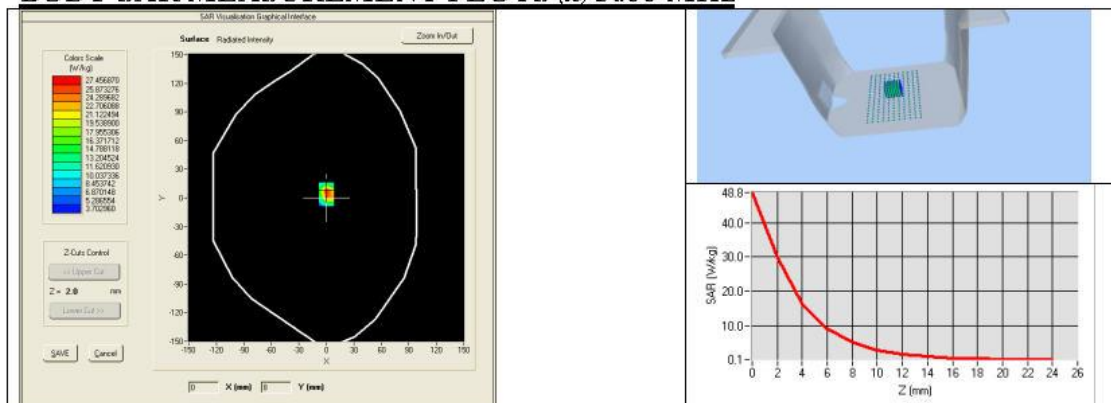 SAR Visualisation Graphical Interface
Surface Radiated Intensity
Zoom In/Out
Colors Scale
(W/kg)
27.456870
25.873276
24.289682
22.706088
21.122494
19.538900
17.955306
16.371712
14.788118
13.204524
11.620930
10.037336
8.453742
6.870148
5.286554
3.702960
Z-Cuts Control
<< Upper Cut
Z = 2.0 mm
Lower Cut >>
SAVE Cancel
150
120
90
60
30
0
-30
-60
-90
-120
-150
Y
-150 -120 -90 -60 -30 0 30 60 90 120 150
X
0 X (mm) 8 Y (mm)
48.8
40.0
30.0
20.0
10.0
0.1
SAR (W/kg)
0 2 4 6 8 10 12 14 16 18 20 22 24 26
Z (mm)